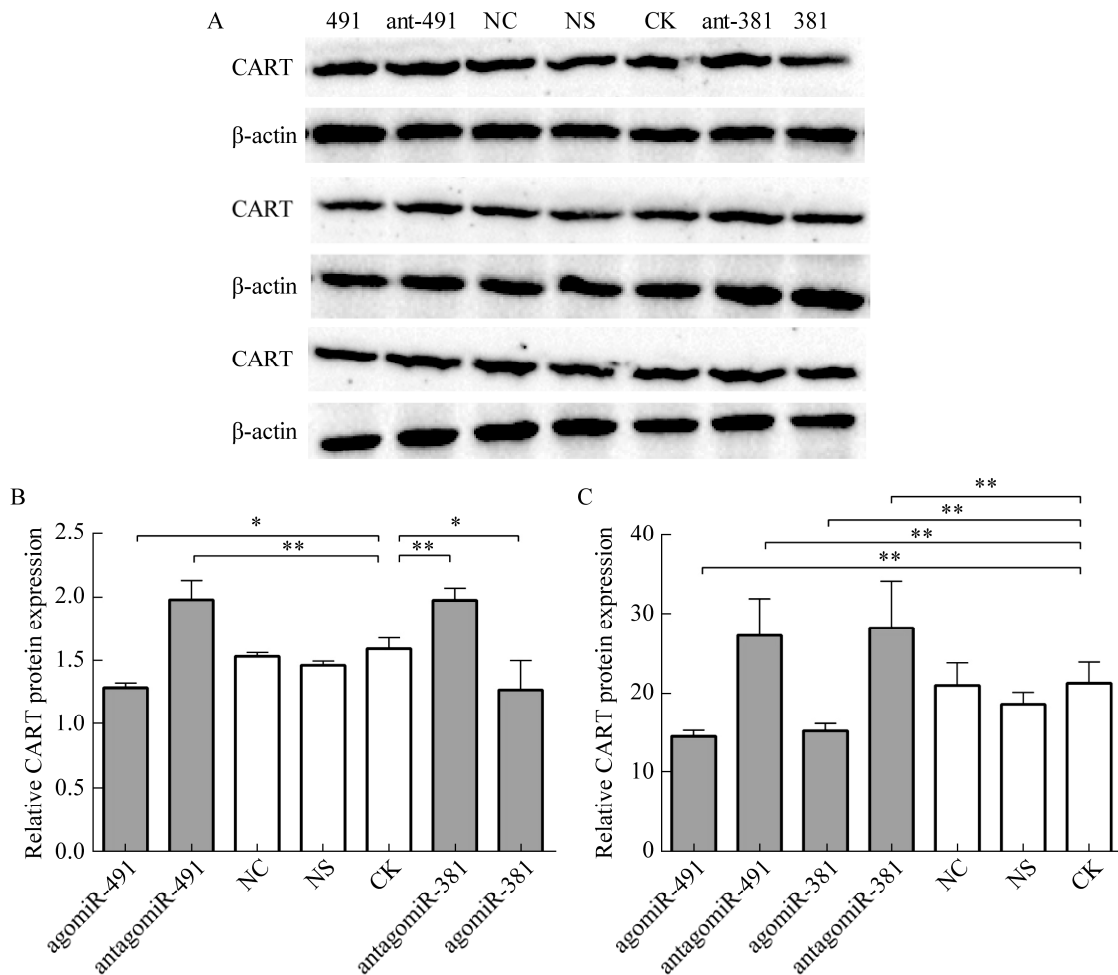 A
491 ant-491 NC NS CK ant-381 381
CART
β-actin
CART
β-actin
CART
β-actin
B
Relative CART protein expression
2.5
2.0
1.5
1.0
0.5
0.0
*
**
**
*
agomiR-491
antagomiR-491
NC
NS
CK
antagomiR-381
agomiR-381
C
Relative CART protein expression
40
30
20
10
0
**
**
**
**
agomiR-491
antagomiR-491
agomiR-381
antagomiR-381
NC
NS
CK